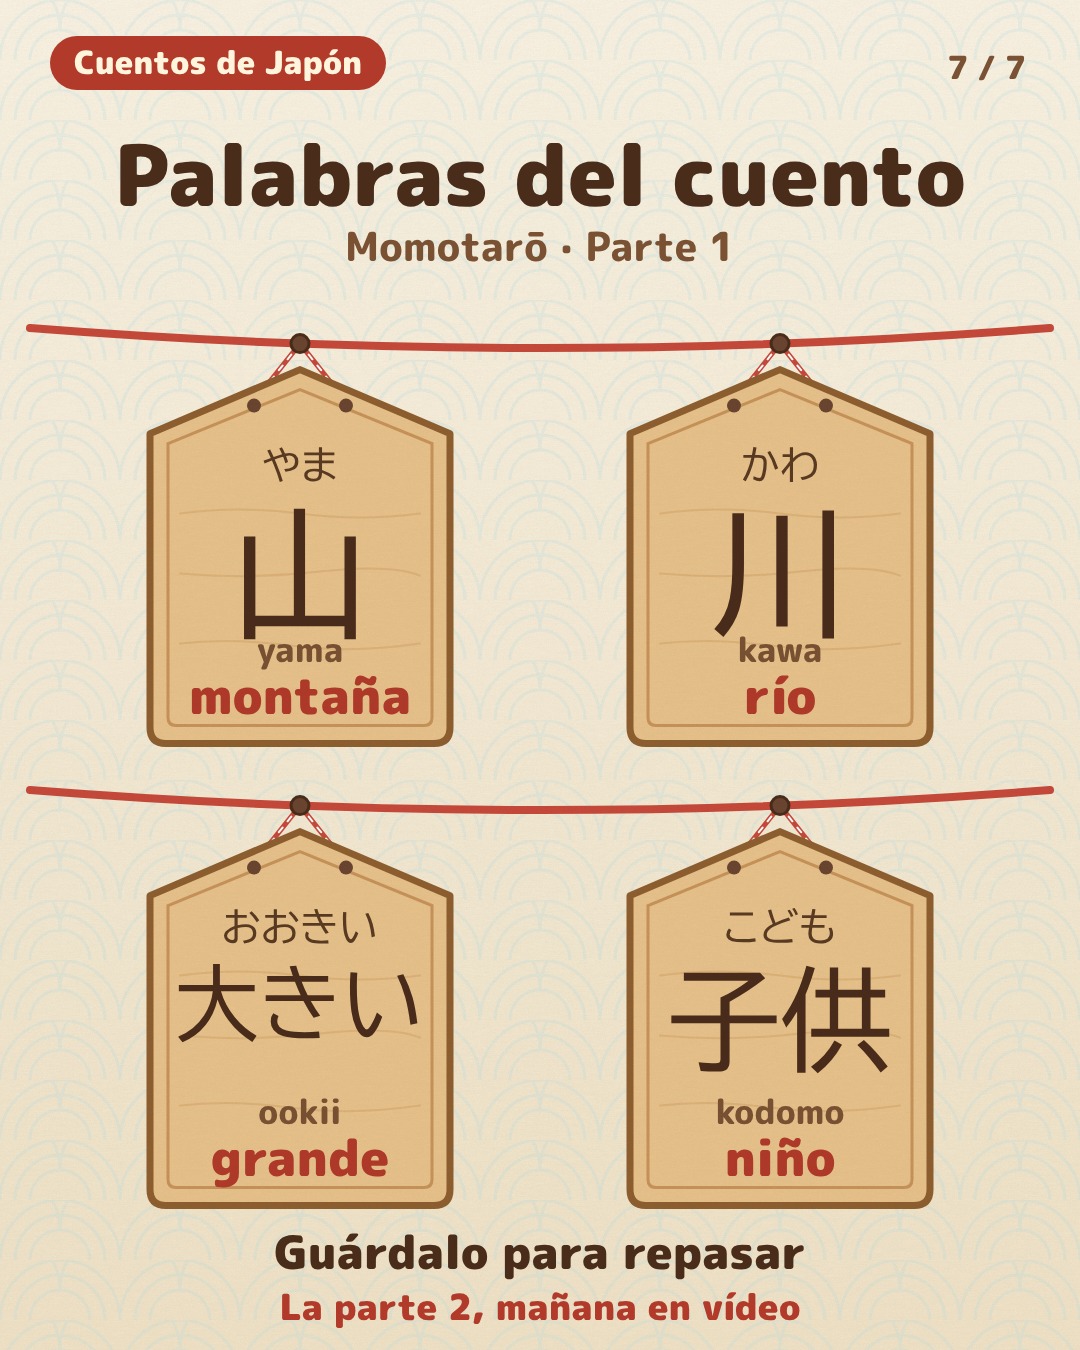 Cuentos de Japón
7 / 7
Palabras del cuento
Momotarō · Parte 1
やま
山
yama
montaña
かわ
川
kawa
río
おおきい
大きい
ookii
grande
こども
子供
kodomo
niño
Guárdalo para repasar
La parte 2, mañana en vídeo